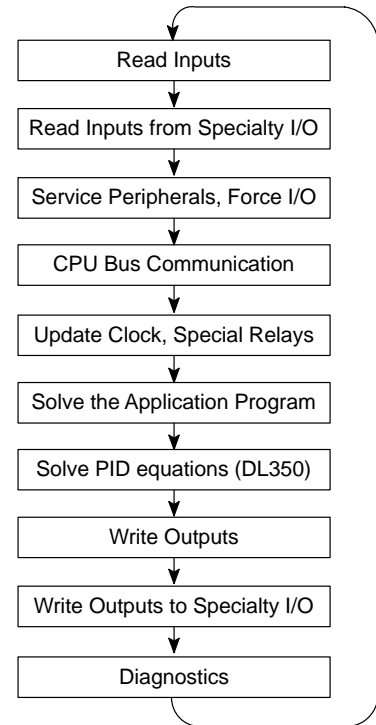 Read Inputs
Read Inputs from Specialty I/O
Service Peripherals, Force I/O
CPU Bus Communication
Update Clock, Special Relays
Solve the Application Program
Solve PID equations (DL350)
Write Outputs
Write Outputs to Specialty I/O
Diagnostics